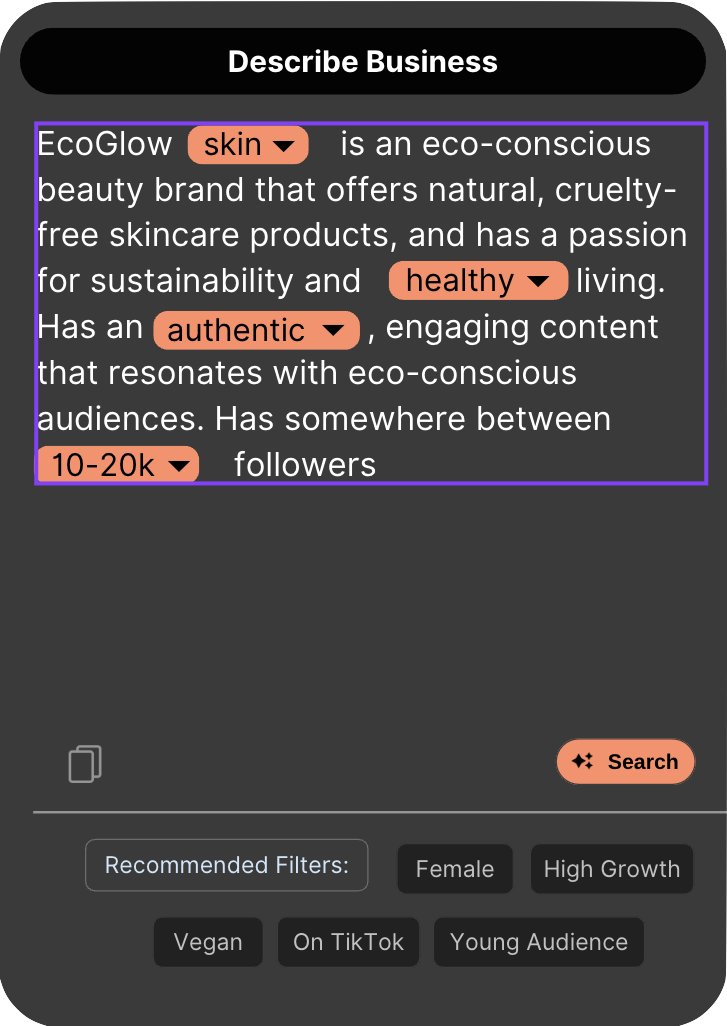 Describe Business
EcoGlow skin is an eco-conscious
beauty brand that offers natural, cruelty-
free skincare products, and has a passion
for sustainability and healthy living.
Has an authentic , engaging content
that resonates with eco-conscious
audiences. Has somewhere between
10-20k followers
Search
Recommended Filters: Female High Growth
Vegan On TikTok Young Audience